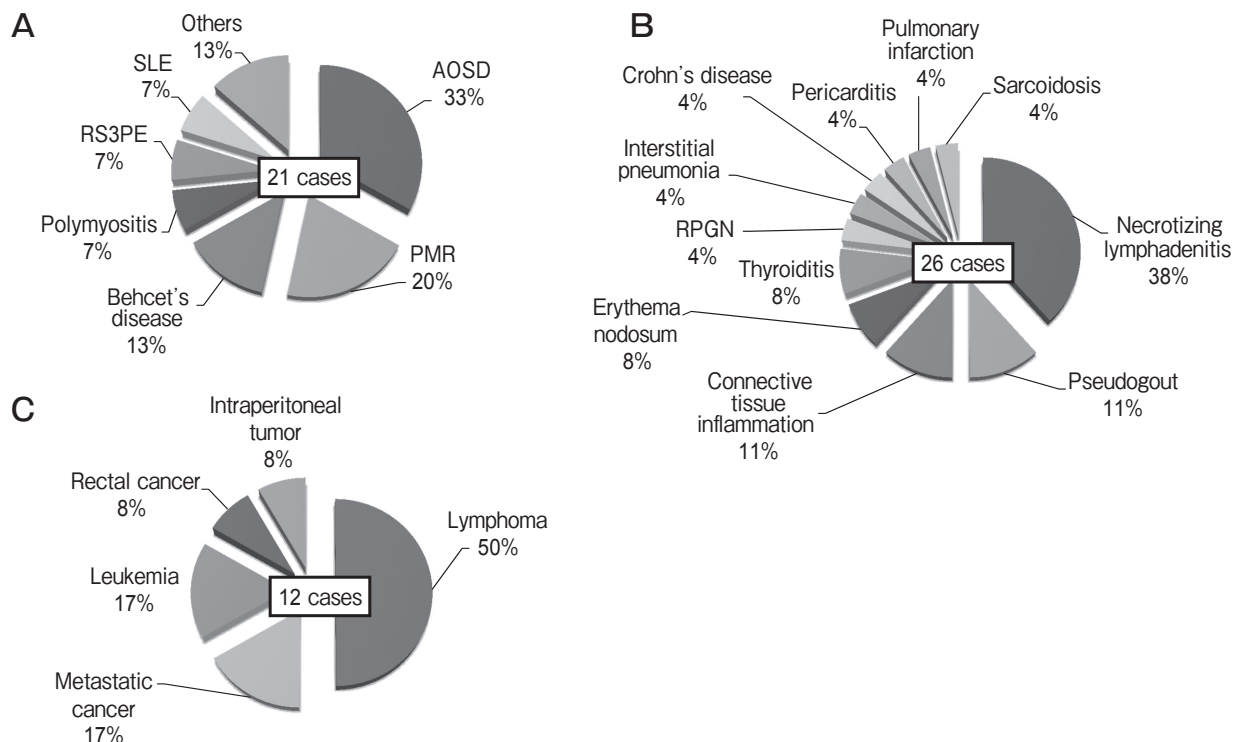 A
Others
13%
SLE
7%
RS3PE
7%
Polymyositis
7%
Behcet's
disease
13%
PMR
20%
AOSD
33%
21 cases
B
Pulmonary
infarction
4%
Crohn's disease
4%
Pericarditis
4%
Sarcoidosis
4%
Interstitial
pneumonia
4%
RPGN
4%
Thyroiditis
8%
Erythema
nodosum
8%
Connective
tissue
inflammation
11%
Pseudogout
11%
Necrotizing
lymphadenitis
38%
26 cases
C
Intraperitoneal
tumor
8%
Rectal cancer
8%
Leukemia
17%
Metastatic
cancer
17%
Lymphoma
50%
12 cases